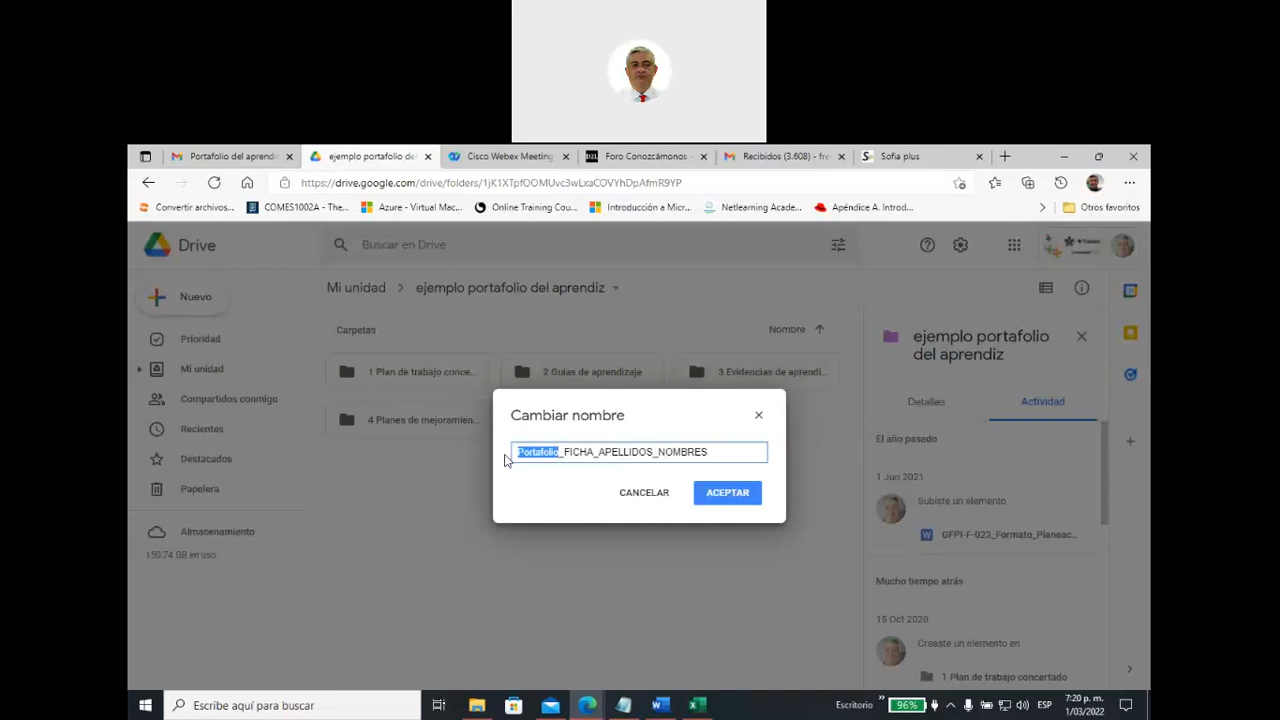 Portafolio del aprendi
ejemplo portafolio de
Cisco Webex Meeting
Foro Conozcámonos -
Recibidos (3.608) - fre
Sofia plus
https://drive.google.com/drive/folders/1jK1XTpfOOMUvc3wLxaCOVYhDpAfmR9YP
Convertir archivos...
COMES1002A - The...
Azure - Virtual Mac...
Online Training Cou...
Introducción a Micr...
Netlearning Acade...
Apéndice A. Introd...
Otros favoritos
Drive
Buscar en Drive
Nuevo
Prioridad
Mi unidad
Compartidos conmigo
Recientes
Destacados
Papelera
Almacenamiento
150.74 GB en uso
Mi unidad > ejemplo portafolio del aprendiz
Carpetas
Nombre
1 Plan de trabajo conce...
2 Guias de aprendizaje
3 Evidencias de aprendi...
4 Planes de mejoramien...
Cambiar nombre
Portafolio_FICHA_APELLIDOS_NOMBRES
CANCELAR
ACEPTAR
ejemplo portafolio
del aprendiz
Detalles
Actividad
El año pasado
1 Jun 2021
Subiste un elemento
GFPI-F-023_Formato_Planeac...
Mucho tiempo atrás
15 Oct 2020
Creaste un elemento en
1 Plan de trabajo concertado
Escribe aquí para buscar
Escritorio
96%
ESP
7:20 p. m.
1/03/2022